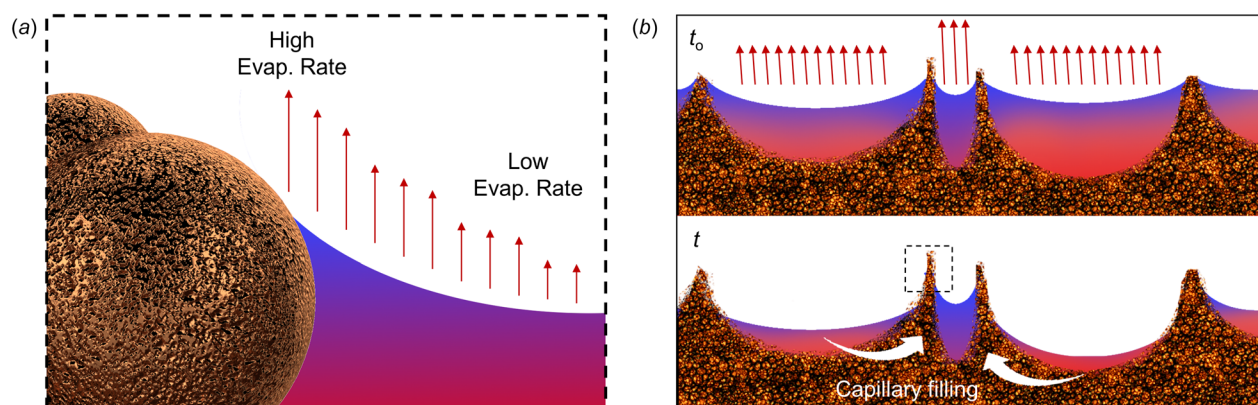 (a)
High
Evap. Rate
Low
Evap. Rate
(b)
to
t
Capillary filling